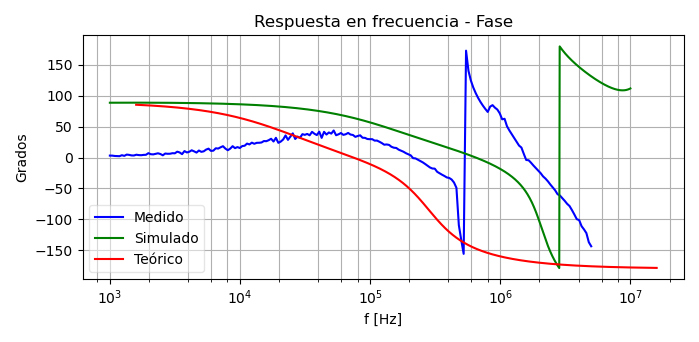 Respuesta en frecuencia - Fase
Grados
150
100
50
0
−50
−100
−150
Medido
Simulado
Teórico
10³
10⁴
10⁵
10⁶
10⁷
f [Hz]